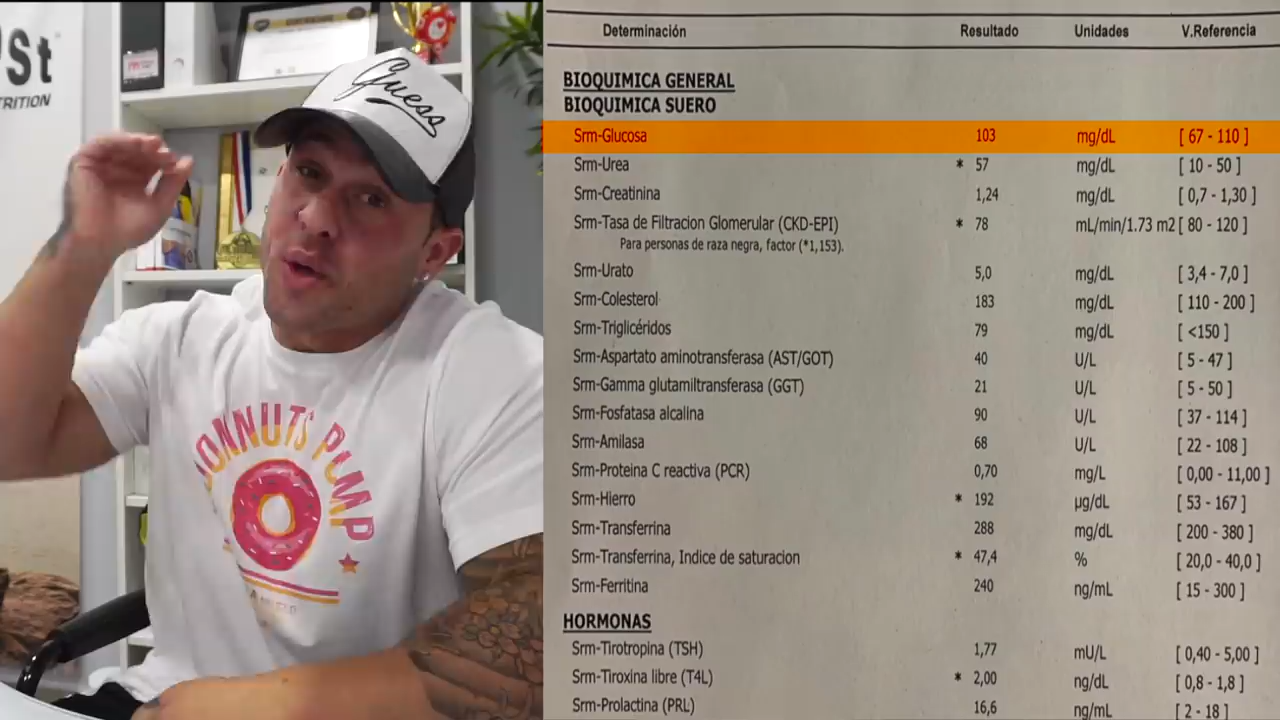 St
TRITION
Guess
DONNUTS PUMP
Determinación Resultado Unidades V.Referencia
BIOQUIMICA GENERAL
BIOQUIMICA SUERO
Srm-Glucosa 103 mg/dL [ 67 - 110 ]
Srm-Urea * 57 mg/dL [ 10 - 50 ]
Srm-Creatinina 1,24 mg/dL [ 0,7 - 1,30 ]
Srm-Tasa de Filtracion Glomerular (CKD-EPI) * 78 mL/min/1.73 m2 [ 80 - 120 ]
Para personas de raza negra, factor (*1,153).
Srm-Urato 5,0 mg/dL [ 3,4 - 7,0 ]
Srm-Colesterol 183 mg/dL [ 110 - 200 ]
Srm-Triglicéridos 79 mg/dL [ <150 ]
Srm-Aspartato aminotransferasa (AST/GOT) 40 U/L [ 5 - 47 ]
Srm-Gamma glutamiltransferasa (GGT) 21 U/L [ 5 - 50 ]
Srm-Fosfatasa alcalina 90 U/L [ 37 - 114 ]
Srm-Amilasa 68 U/L [ 22 - 108 ]
Srm-Proteina C reactiva (PCR) 0,70 mg/L [ 0,00 - 11,00 ]
Srm-Hierro * 192 µg/dL [ 53 - 167 ]
Srm-Transferrina 288 mg/dL [ 200 - 380 ]
Srm-Transferrina, Indice de saturacion * 47,4 % [ 20,0 - 40,0 ]
Srm-Ferritina 240 ng/mL [ 15 - 300 ]
HORMONAS
Srm-Tirotropina (TSH) 1,77 mU/L [ 0,40 - 5,00 ]
Srm-Tiroxina libre (T4L) * 2,00 ng/dL [ 0,8 - 1,8 ]
Srm-Prolactina (PRL) 16,6 ng/mL [ 2 - 18 ]